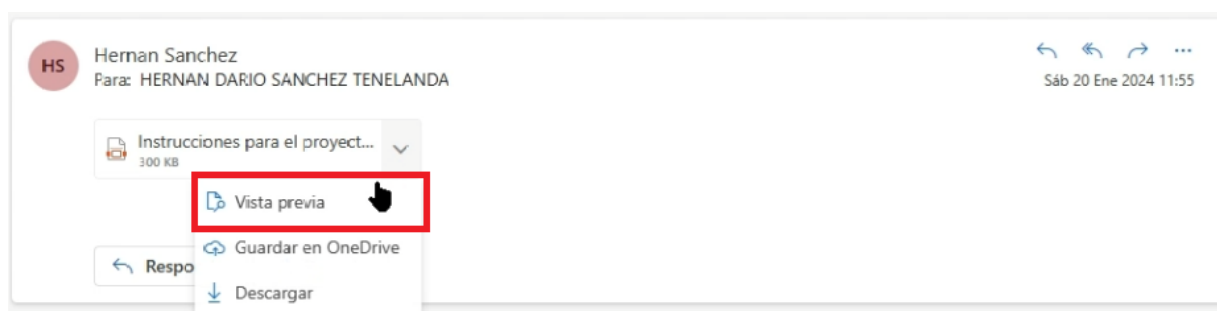 HS
Hernan Sanchez
Para: HERNAN DARIO SANCHEZ TENELANDA
Sáb 20 Ene 2024 11:55
Instrucciones para el proyect...
300 KB
Vista previa
Guardar en OneDrive
Respo
Descargar